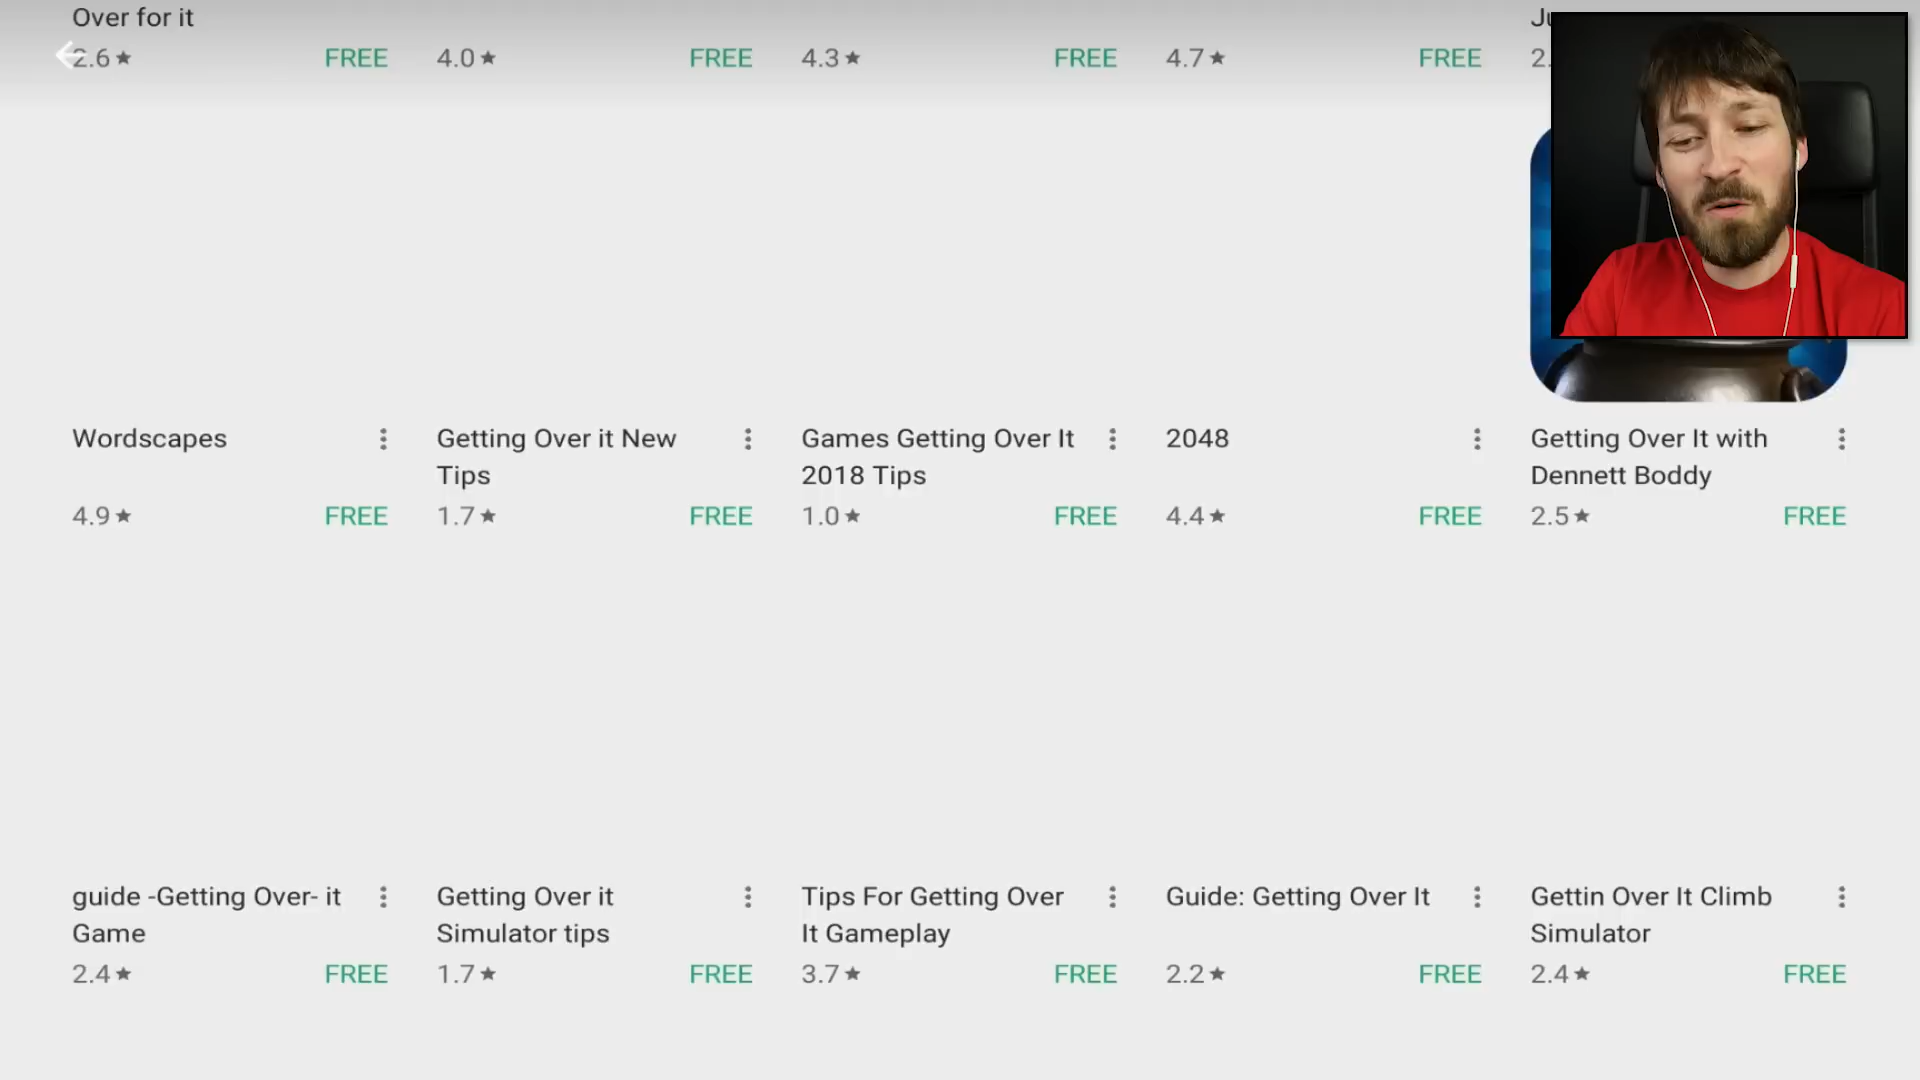 Over for it
2.6★ FREE 4.0★ FREE 4.3★ FREE 4.7★ FREE 2.
Wordscapes Getting Over it New Games Getting Over It 2048 Getting Over It with
Tips 2018 Tips Dennett Boddy
4.9★ FREE 1.7★ FREE 1.0★ FREE 4.4★ FREE 2.5★ FREE
guide -Getting Over- it Getting Over it Tips For Getting Over Guide: Getting Over It Gettin Over It Climb
Game Simulator tips It Gameplay Simulator
2.4★ FREE 1.7★ FREE 3.7★ FREE 2.2★ FREE 2.4★ FREE